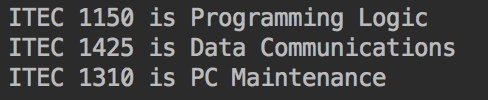 ITEC 1150 is Programming Logic
ITEC 1425 is Data Communications
ITEC 1310 is PC Maintenance